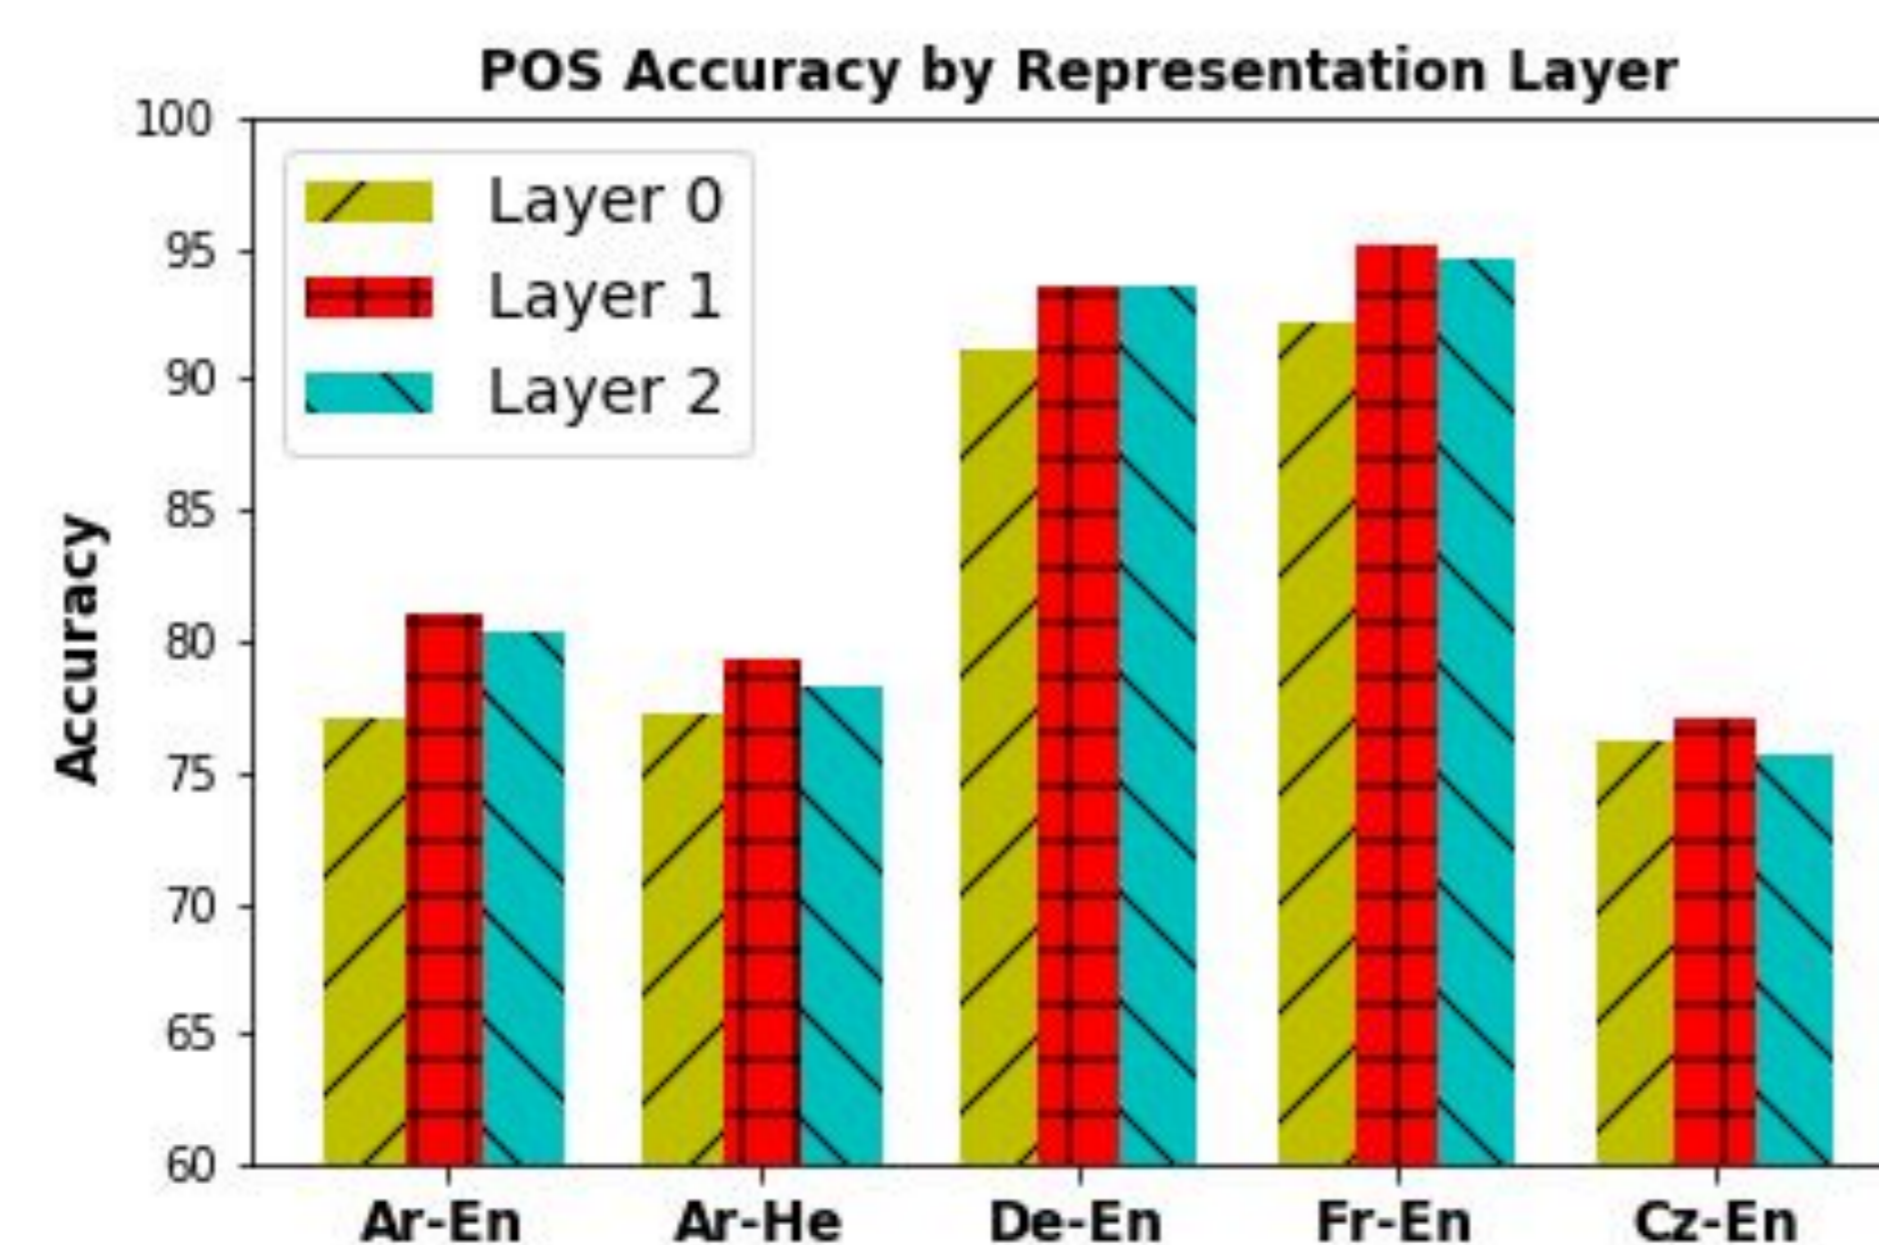 POS Accuracy by Representation Layer
100
95
90
85
80
75
70
65
60
Accuracy
Layer 0
Layer 1
Layer 2
Ar-En Ar-He De-En Fr-En Cz-En